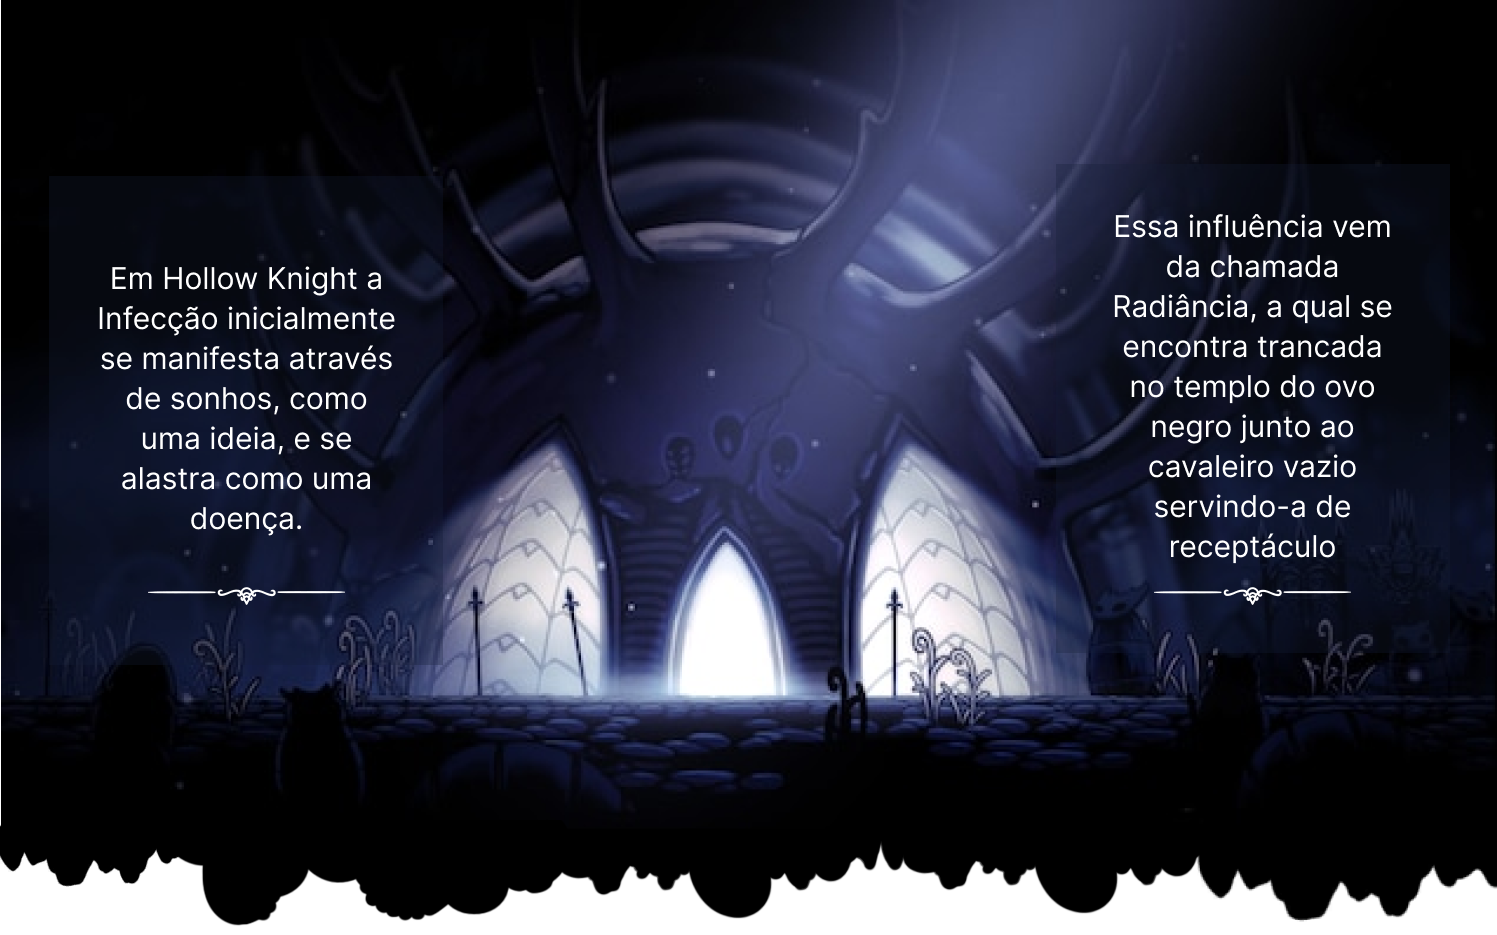 Em Hollow Knight a
Infecção inicialmente
se manifesta através
de sonhos, como
uma ideia, e se
alastra como uma
doença.
Essa influência vem
da chamada
Radiância, a qual se
encontra trancada
no templo do ovo
negro junto ao
cavaleiro vazio
servindo-a de
receptáculo